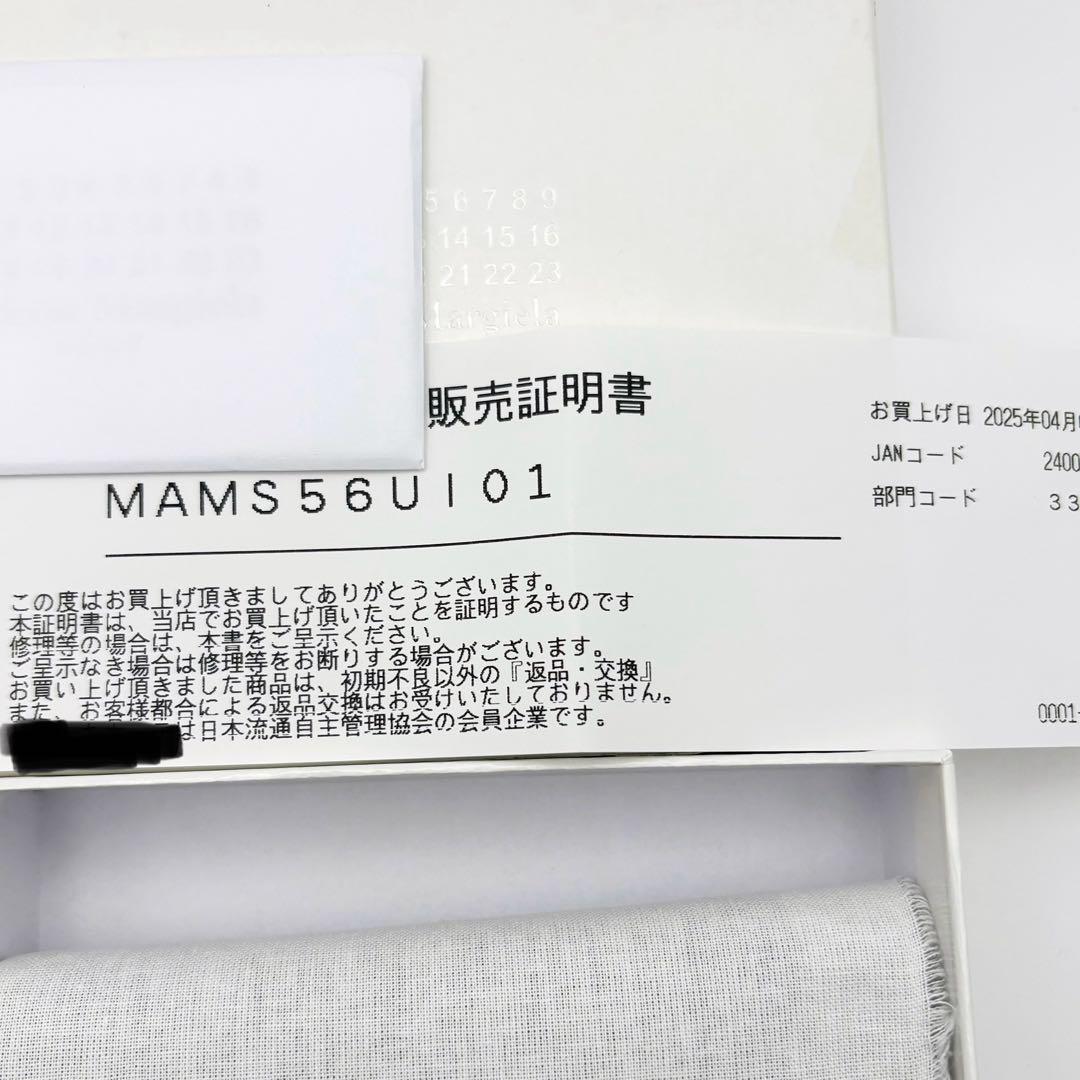 5 6 7 8 9
14 15 16
21 22 23
Margiela
販売証明書
お買上げ日 2025年04月
JANコード 2400
部門コード 33
MAMS56UI01
この度はお買上げ頂きましてありがとうございます。
本証明書は、当店でお買上げ頂いたことを証明するものです
修理等の場合は、本書をご呈示ください。
ご呈示なき場合は修理等をお断りする場合がございます。
お買い上げ頂きました商品は、初期不良以外の『返品・交換』
また、お客様都合による返品交換はお受けいたしておりません。
は日本流通自主管理協会の会員企業です。
0001-